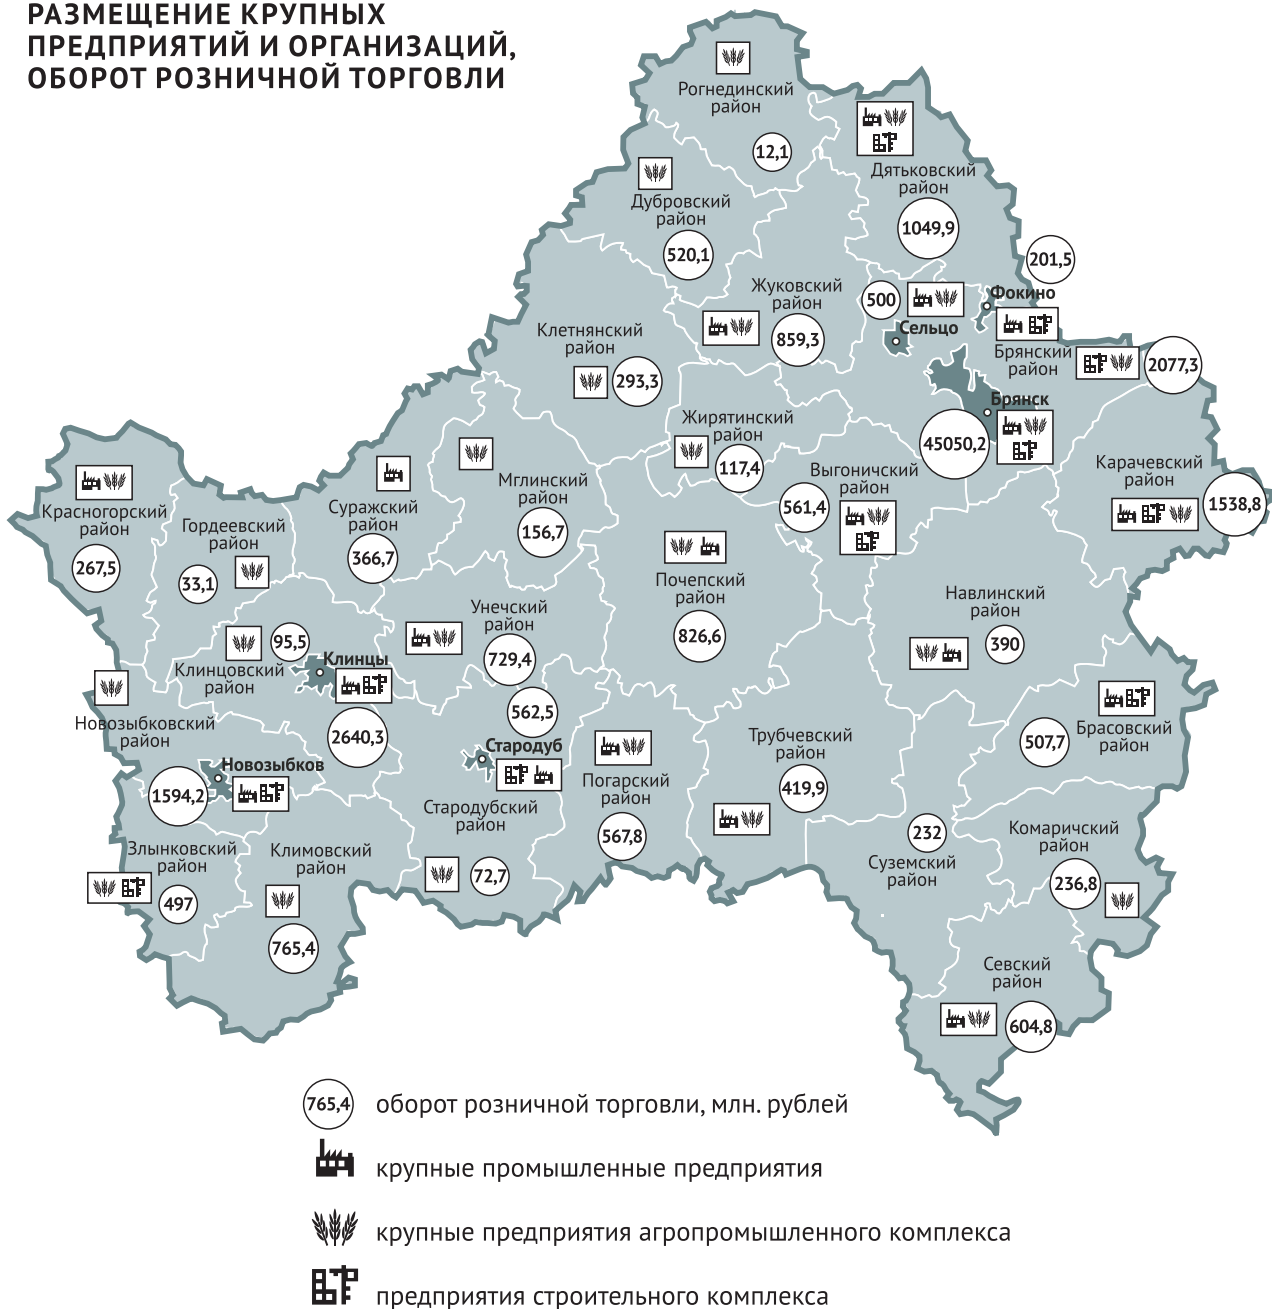 РАЗМЕЩЕНИЕ КРУПНЫХ
ПРЕДПРИЯТИЙ И ОРГАНИЗАЦИЙ,
ОБОРОТ РОЗНИЧНОЙ ТОРГОВЛИ
Рогнединский
район
12,1
Дятьковский
район
1049,9
Дубровский
район
520,1
201,5
Фокино
Жуковский
район
859,3
500
Сельцо
Клетнянский
район
293,3
Брянский
район
2077,3
Брянск
45050,2
Жирятинский
район
117,4
Выгоничский
район
561,4
Карачевский
район
1538,8
Красногорский
район
267,5
Гордеевский
район
33,1
Суражский
район
366,7
Мглинский
район
156,7
Почепский
район
826,6
Навлинский
район
390
Унечский
район
729,4
95,5
Клинцовский
район
Клинцы
2640,3
Новозыбковский
район
Новозыбков
1594,2
562,5
Стародуб
Стародубский
район
72,7
Погарский
район
567,8
Трубчевский
район
419,9
Брасовский
район
507,7
Злынковский
район
497
Климовский
район
765,4
232
Суземский
район
Комаричский
район
236,8
Севский
район
604,8
765,4 оборот розничной торговли, млн. рублей
крупные промышленные предприятия
крупные предприятия агропромышленного комплекса
предприятия строительного комплекса